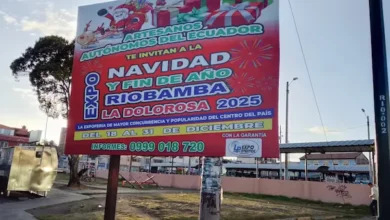 ARTESANOS
AUTÓNOMOS DEL ECUADOR
TE INVITAN A LA
EXPO
NAVIDAD
Y FIN DE AÑO
RIOBAMBA
LA DOLOROSA 2025
LA EXPOFERIA DE MAYOR CONCURRENCIA Y POPULARIDAD DEL CENTRO DEL PAÍS
DEL 18 AL 31 DE DICIEMBRE
INFORMES: 0999 018 720
CON LA GARANTÍA